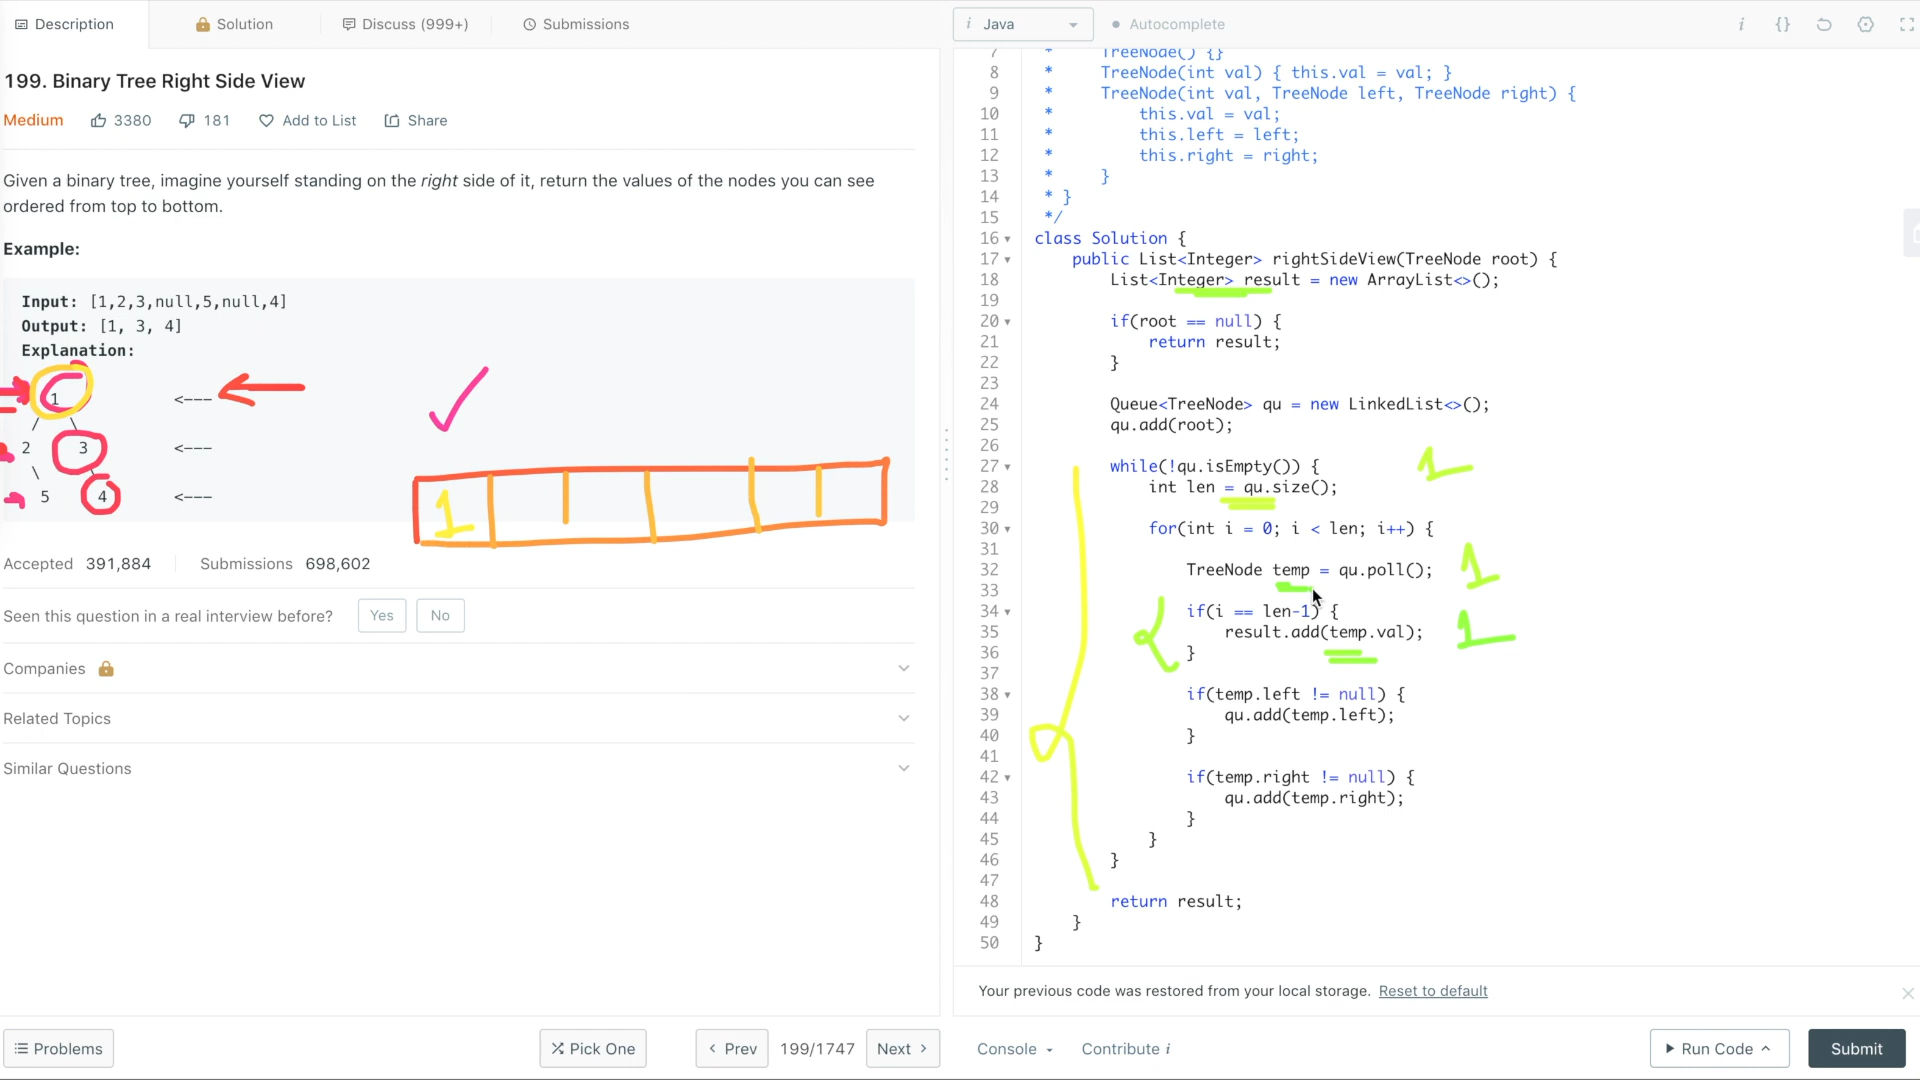 Description
Solution
Discuss (999+)
Submissions
199. Binary Tree Right Side View
Medium
3380
181
Add to List
Share
Given a binary tree, imagine yourself standing on the right side of it, return the values of the nodes you can see
ordered from top to bottom.
Example:
Input: [1,2,3,null,5,null,4]
Output: [1, 3, 4]
Explanation:
1 <---
/ \
2 3 <---
\ \
5 4 <---
1
Accepted 391,884 Submissions 698,602
Seen this question in a real interview before? Yes No
Companies
Related Topics
Similar Questions
Problems
Pick One
< Prev
199/1747
Next >
i Java
Autocomplete
i {}
7 * TreeNode() {}
8 * TreeNode(int val) { this.val = val; }
9 * TreeNode(int val, TreeNode left, TreeNode right) {
10 * this.val = val;
11 * this.left = left;
12 * this.right = right;
13 * }
14 * }
15 */
16 class Solution {
17 public List<Integer> rightSideView(TreeNode root) {
18 List<Integer> result = new ArrayList<>();
19
20 if(root == null) {
21 return result;
22 }
23
24 Queue<TreeNode> qu = new LinkedList<>();
25 qu.add(root);
26
27 while(!qu.isEmpty()) { 1
28 int len = qu.size();
29
30 for(int i = 0; i < len; i++) {
31
32 TreeNode temp = qu.poll(); 1
33
34 if(i == len-1) {
35 result.add(temp.val); 1
36 }
37
38 if(temp.left != null) {
39 qu.add(temp.left);
40 }
41
42 if(temp.right != null) {
43 qu.add(temp.right);
44 }
45 }
46 }
47
48 return result;
49 }
50 }
Your previous code was restored from your local storage. Reset to default
Console
Contribute i
Run Code
Submit